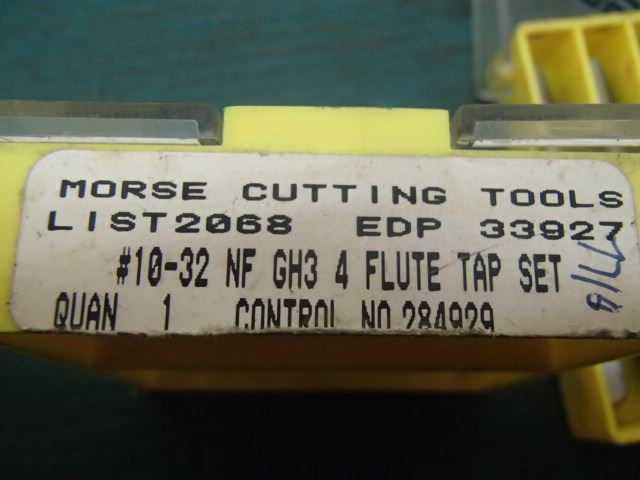 MORSE CUTTING TOOLS
LIST2068 EDP 33927
#10-32 NF GH3 4 FLUTE TAP SET
QUAN 1 CONTROL NO.284929